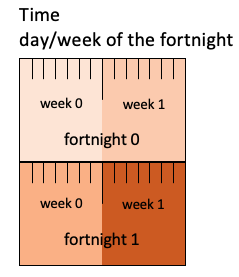 Time
day/week of the fortnight
week 0 week 1
fortnight 0
week 0 week 1
fortnight 1